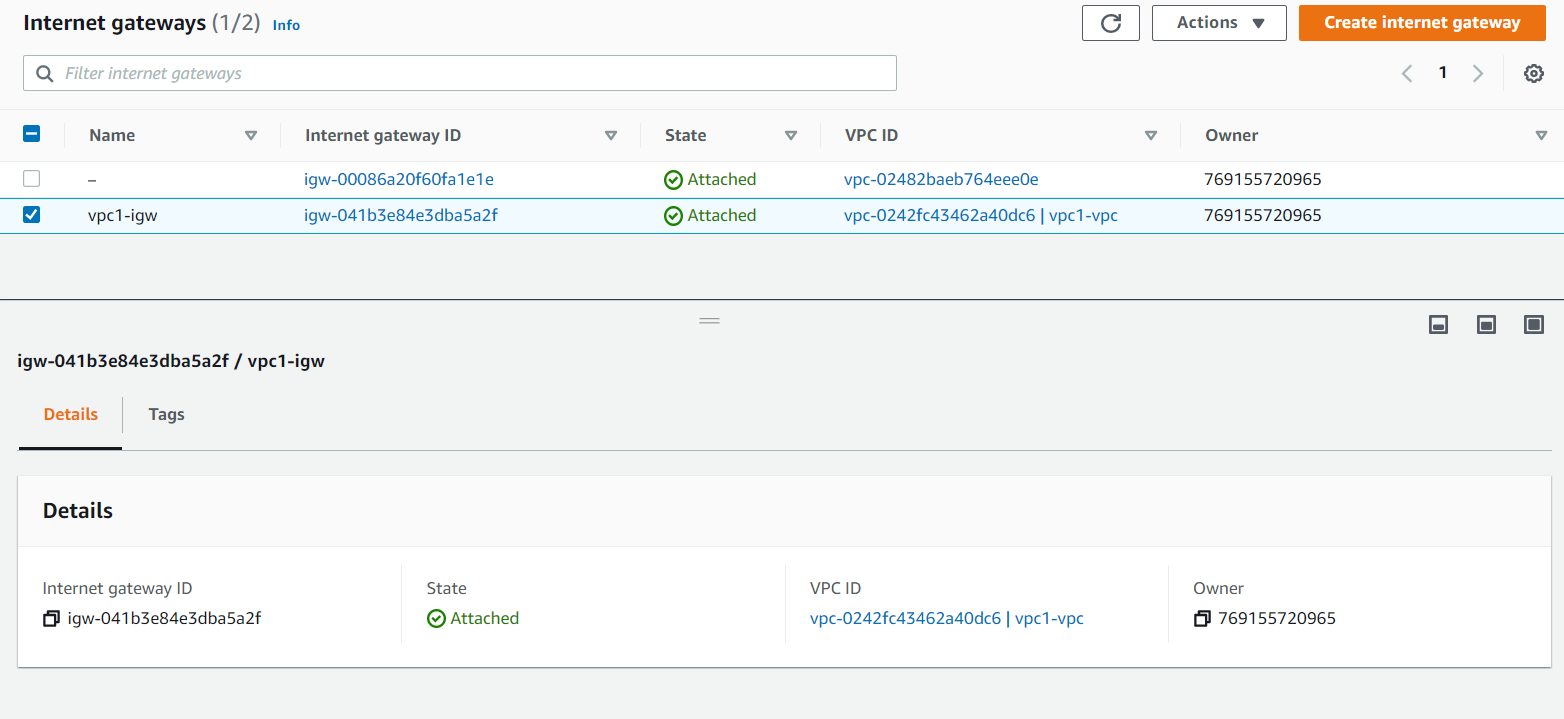 Internet gateways (1/2) Info
Actions
Create internet gateway
Filter internet gateways
1
Name Internet gateway ID State VPC ID Owner
– igw-00086a20f60fa1e1e Attached vpc-02482baeb764eee0e 769155720965
vpc1-igw igw-041b3e84e3dba5a2f Attached vpc-0242fc43462a40dc6 | vpc1-vpc 769155720965
igw-041b3e84e3dba5a2f / vpc1-igw
Details Tags
Details
Internet gateway ID State VPC ID Owner
igw-041b3e84e3dba5a2f Attached vpc-0242fc43462a40dc6 | vpc1-vpc 769155720965